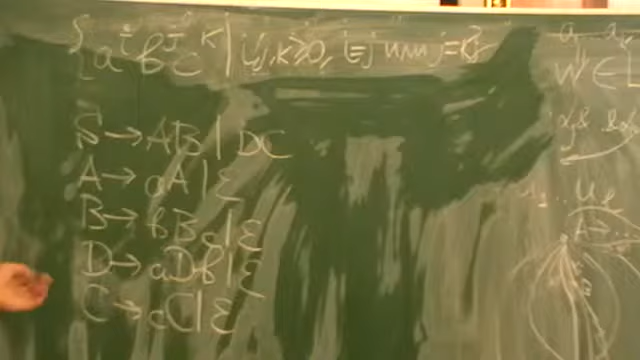 {a^i b^j c^k | i,j,k≥0, i=j или j=k}
S → AB | DC
A → aA | ε
B → bBc | ε
D → aDb | ε
C → cC | ε
w ∈ L